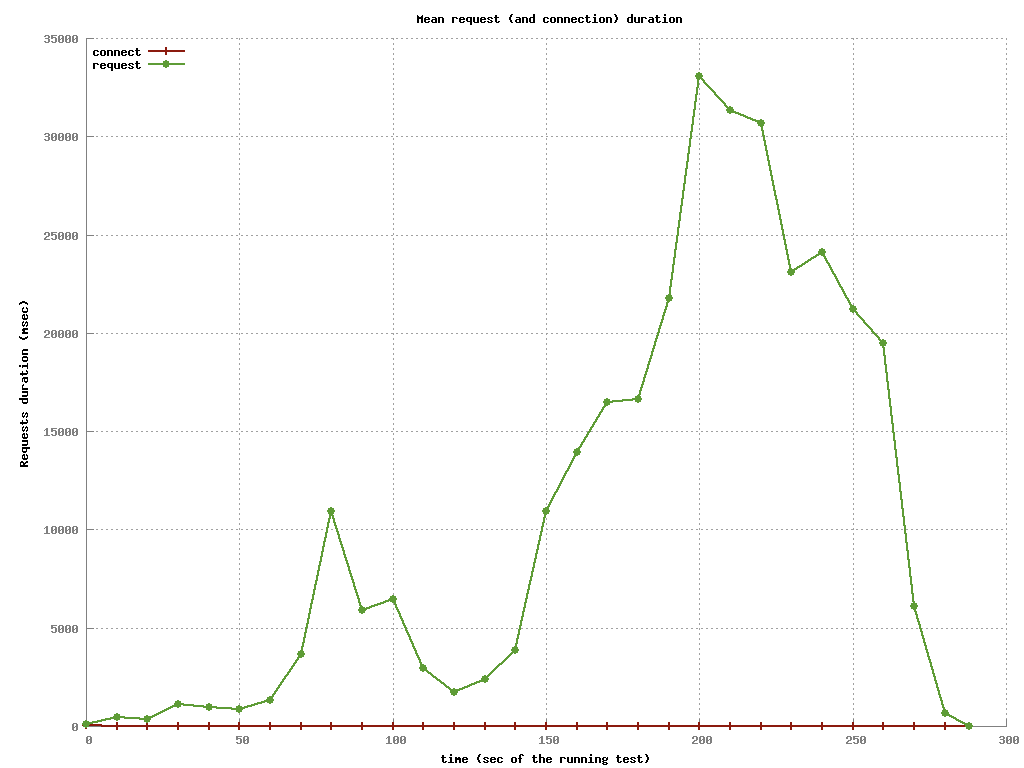 Mean request (and connection) duration
35000
connect
request
30000
25000
20000
15000
10000
5000
0
Requests duration (msec)
0 50 100 150 200 250 300
time (sec of the running test)